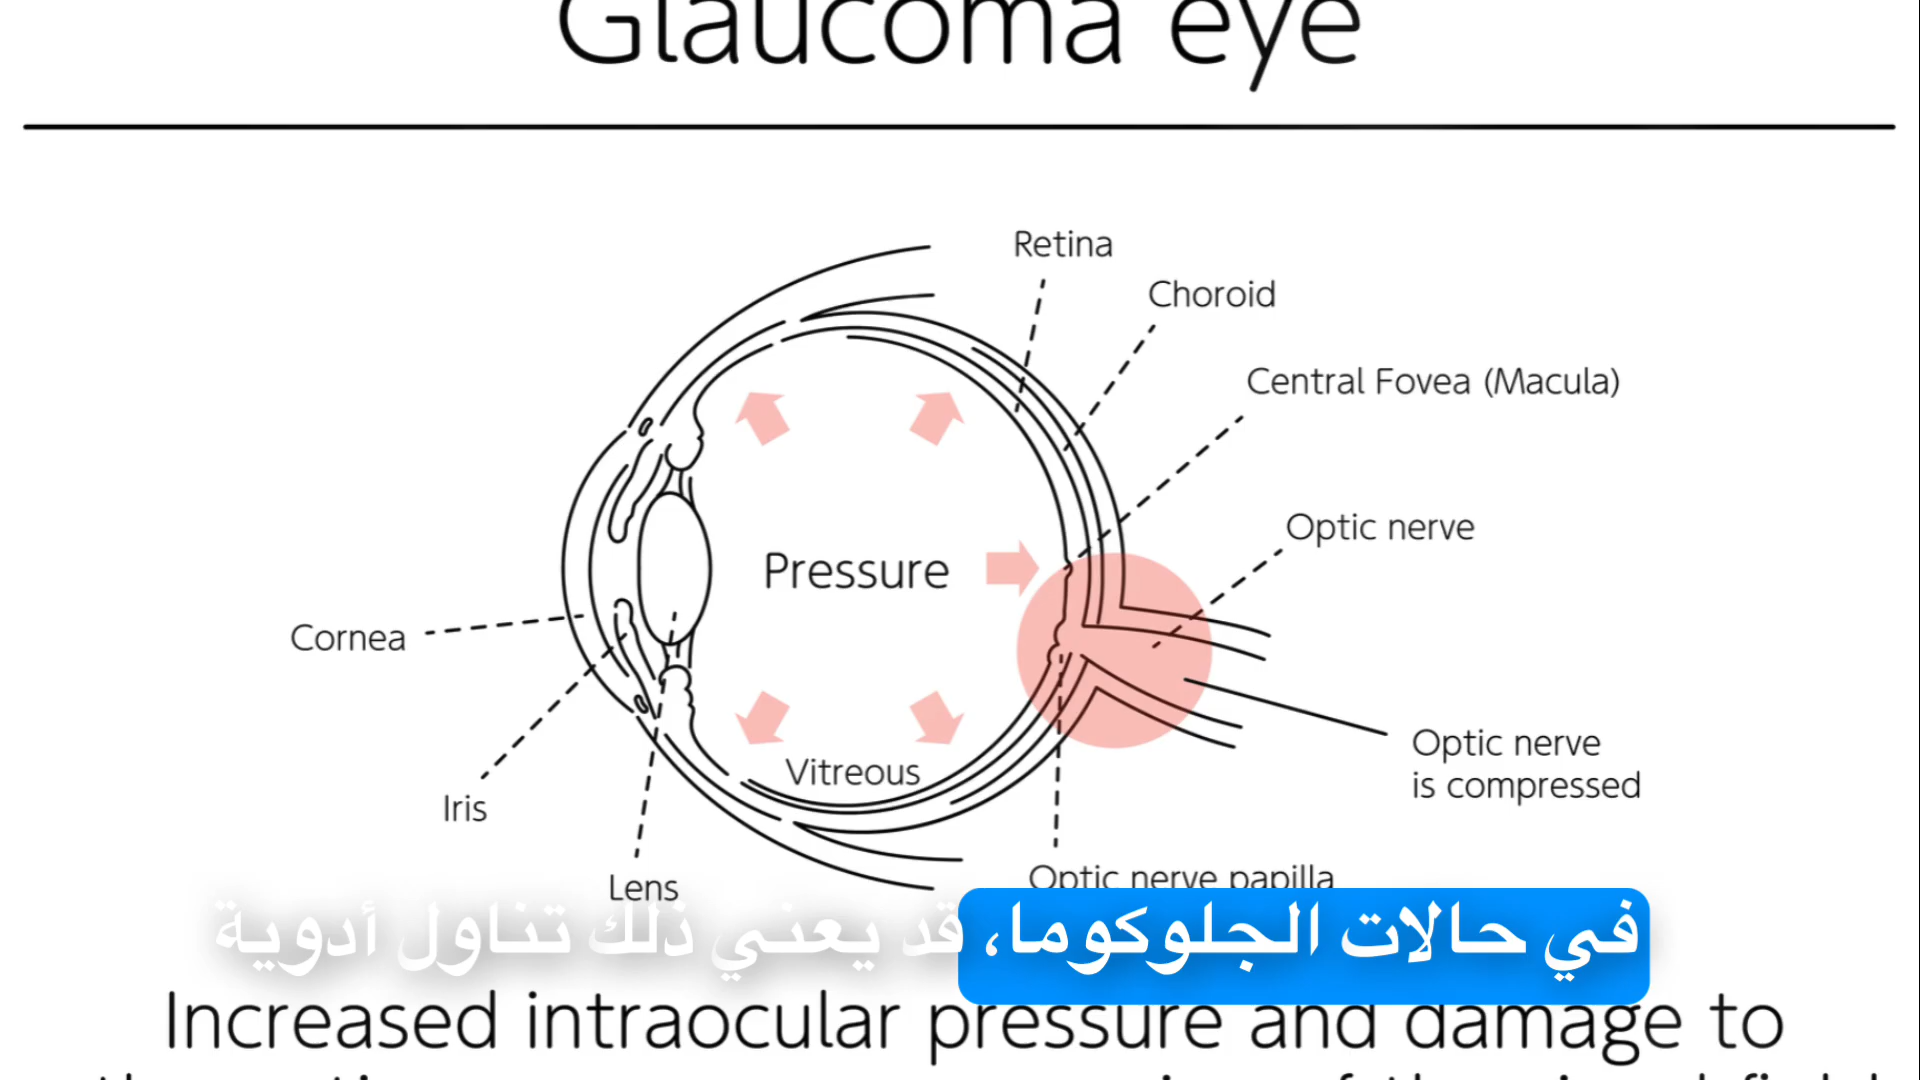 Glaucoma eye
Retina
Choroid
Central Fovea (Macula)
Optic nerve
Pressure
Cornea
Optic nerve
is compressed
Vitreous
Iris
Lens
Optic nerve papilla
في حالات الجلوكوما، قد يعني ذلك تناول أدوية
Increased intraocular pressure and damage to